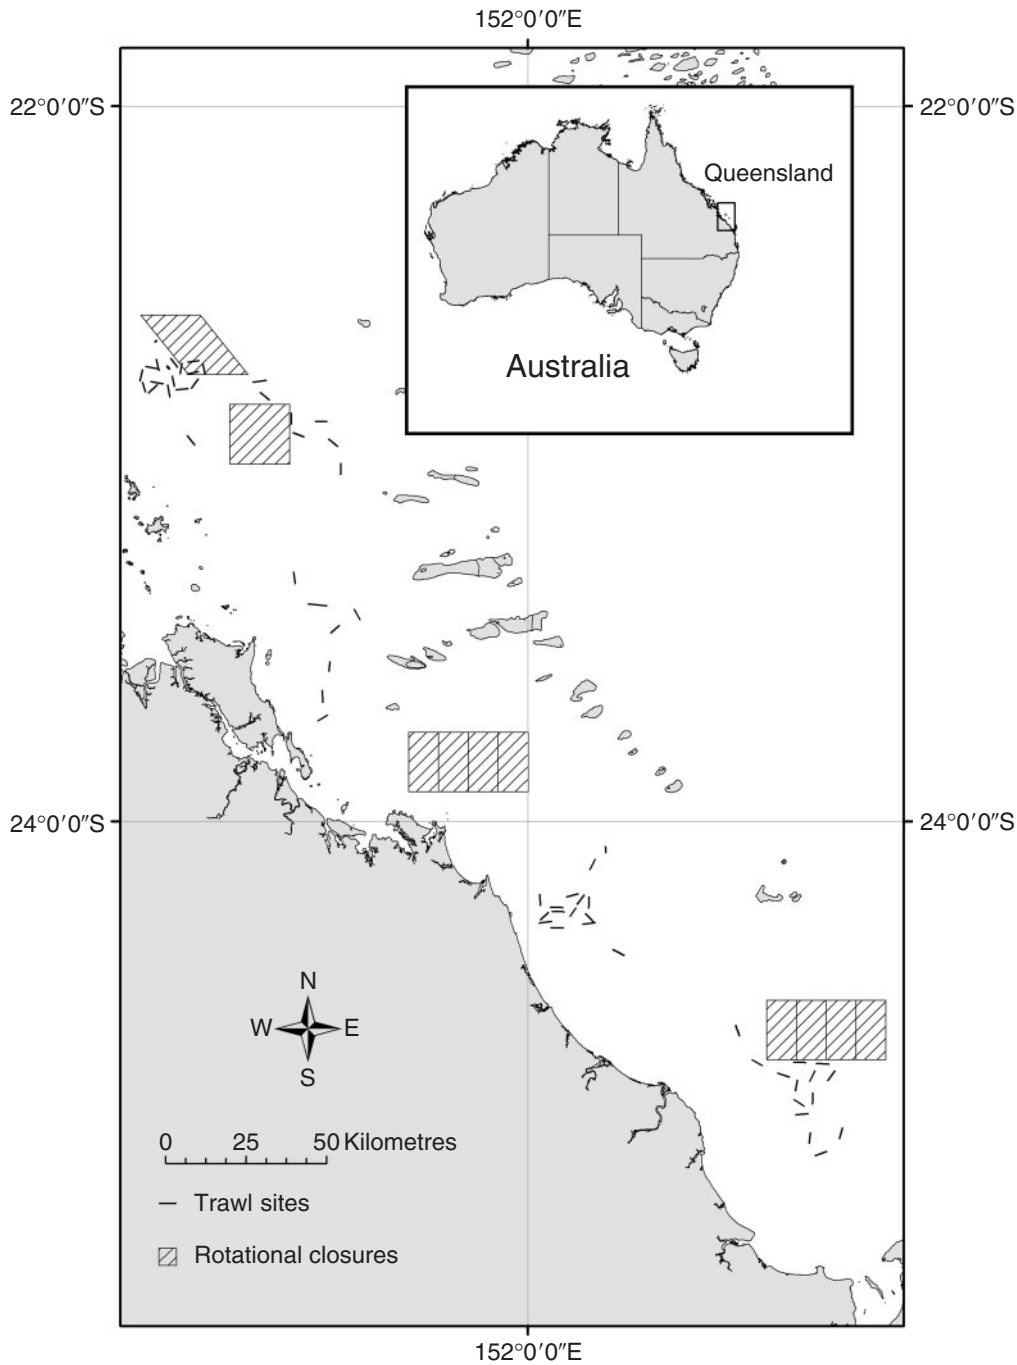 152°0′0″E
22°0′0″S
22°0′0″S
Queensland
Australia
24°0′0″S
24°0′0″S
N
W
E
S
0 25 50 Kilometres
Trawl sites
Rotational closures
152°0′0″E